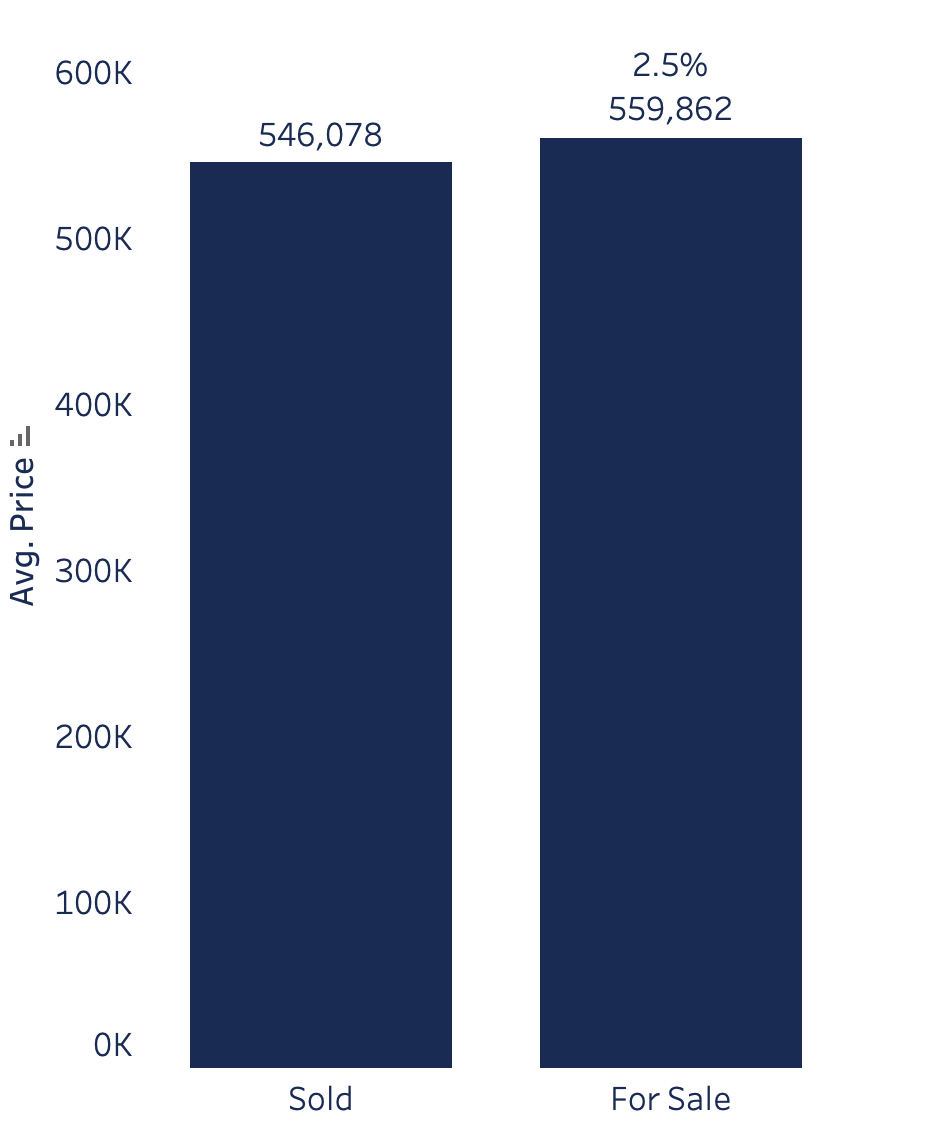 2.5%
600K
559,862
546,078
500K
400K
300K
200K
100K
0K
Avg. Price
Sold
For Sale